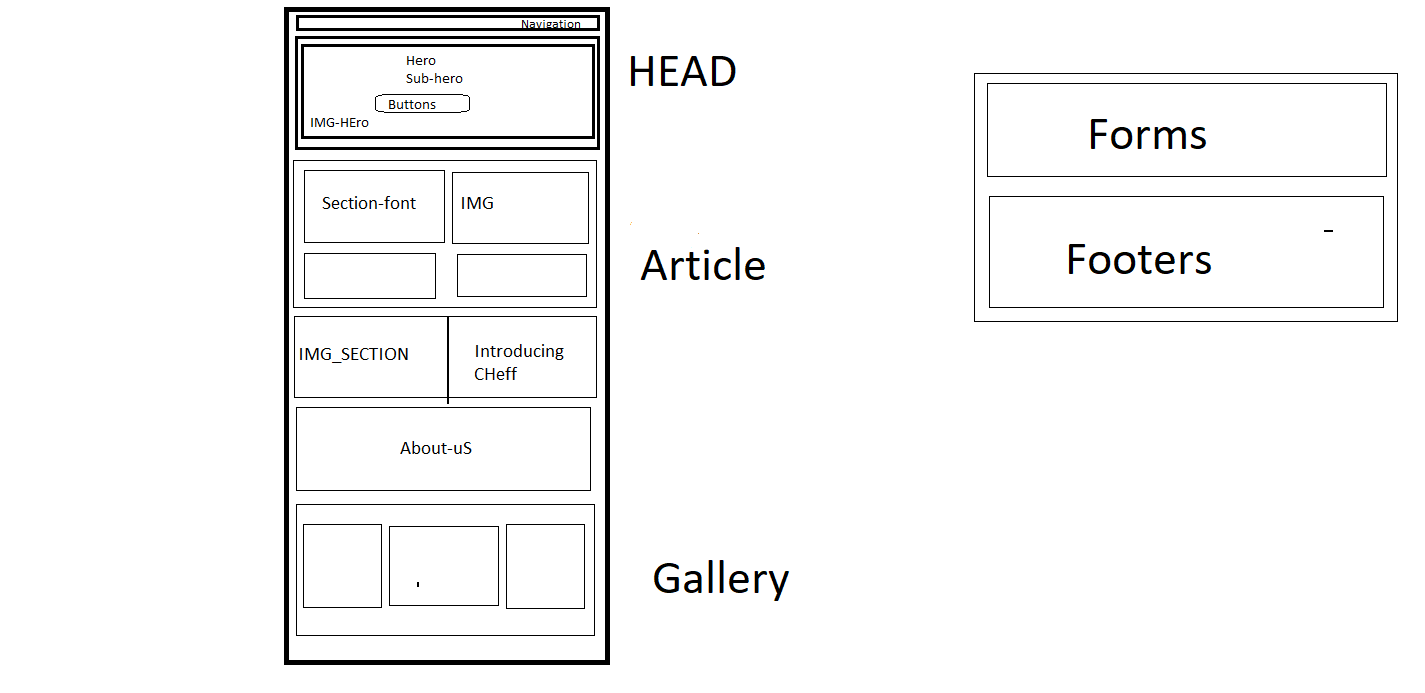 Navigation
Hero
Sub-hero
Buttons
IMG-HEro
HEAD
Section-font
IMG
Article
IMG_SECTION
Introducing
CHeff
About-uS
Gallery
Forms
Footers